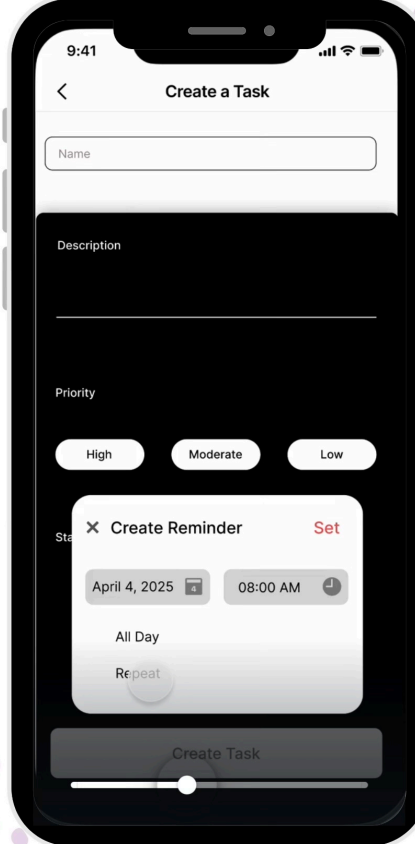 9:41
Create a Task
Name
Description
Priority
High Moderate Low
Sta
Create Reminder Set
April 4, 2025 4 08:00 AM
All Day
Repeat
Create Task